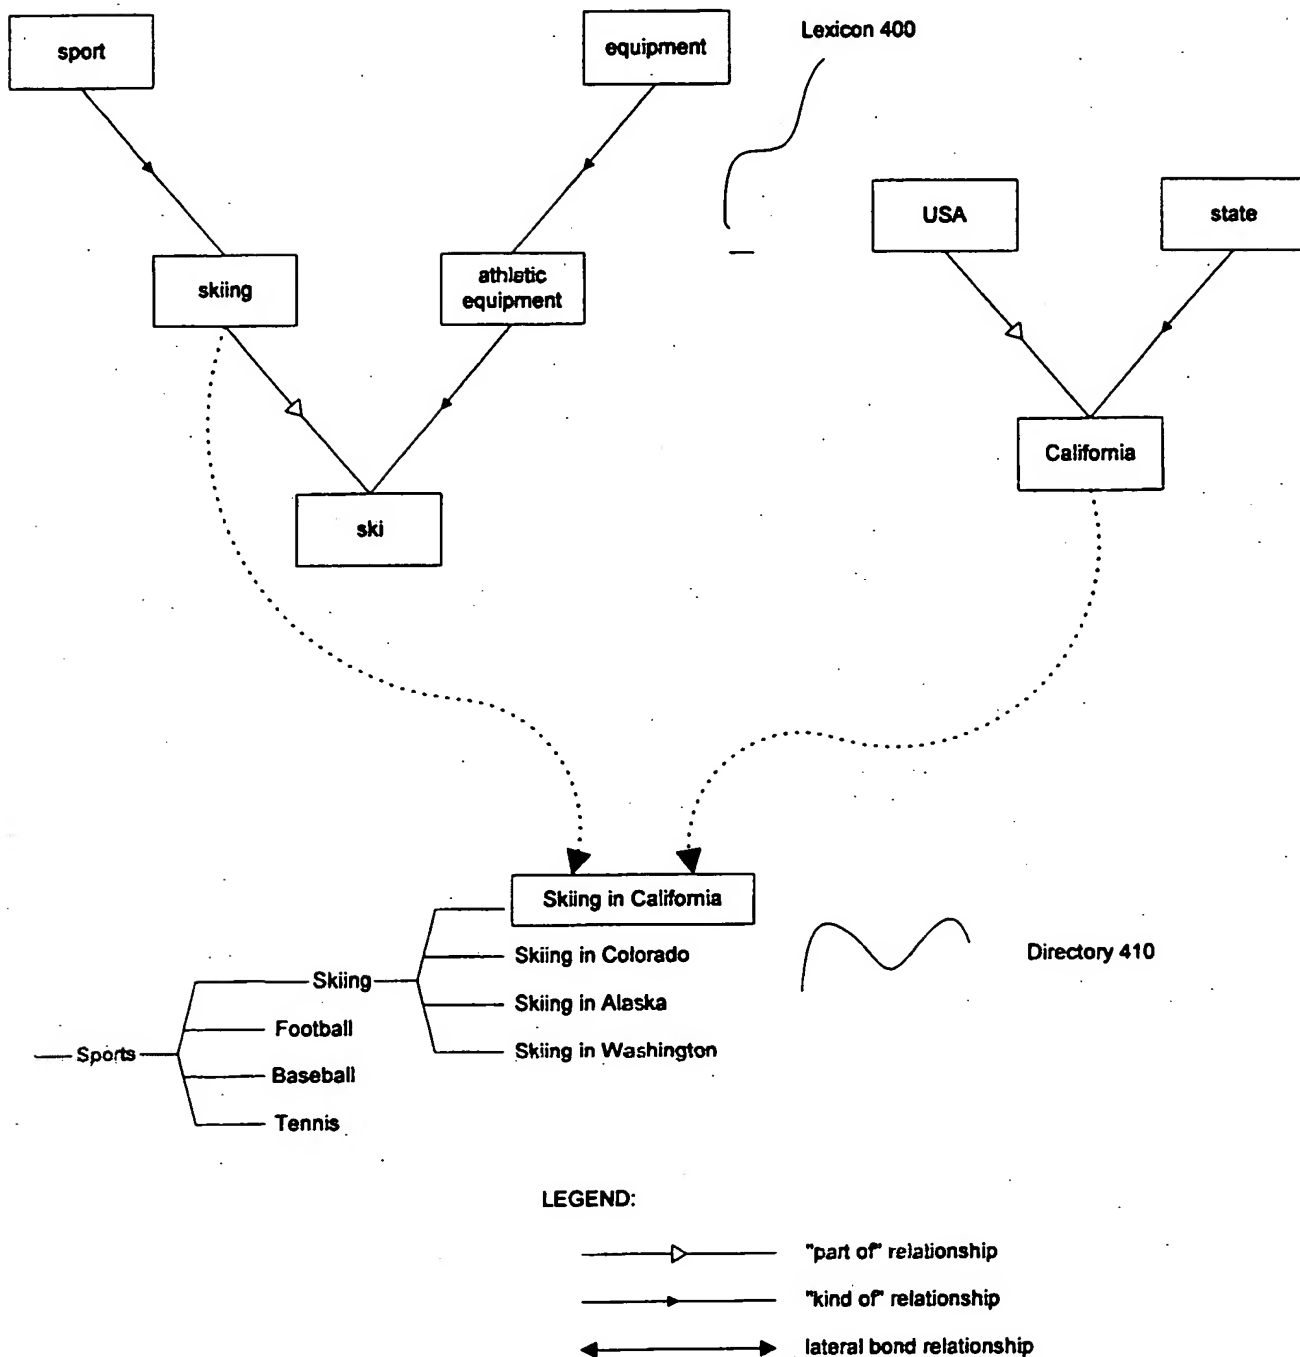 sport
equipment
Lexicon 400
USA
state
skiing
athletic
equipment
California
ski
Skiing in California
Skiing in Colorado
Directory 410
Skiing
Skiing in Alaska
Football
Skiing in Washington
Sports
Baseball
Tennis
LEGEND:
"part of" relationship
"kind of" relationship
lateral bond relationship